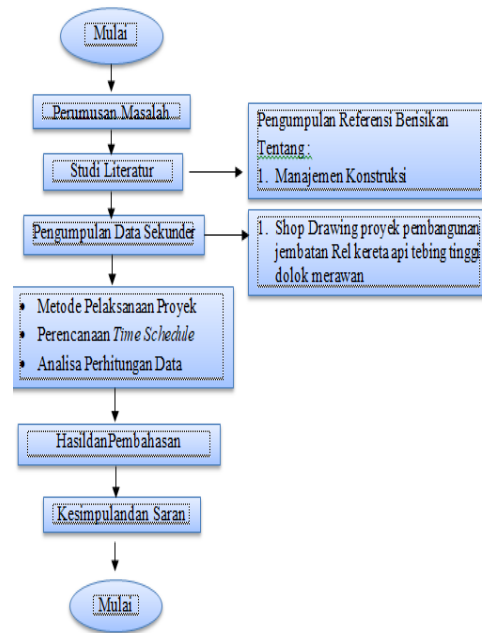 Mulai
Perumusan Masalah
Studi Literatur
Pengumpulan Referensi Berisikan
Tentang :
1. Manajemen Konstruksi
Pengumpulan Data Sekunder
1. Shop Drawing proyek pembangunan
jembatan Rel kereta api tebing tinggi
dolok merawan
• Metode Pelaksanaan Proyek
• Perencanaan Time Schedule
• Analisa Perhitungan Data
HasildanPembahasan
Kesimpulandan Saran
Mulai